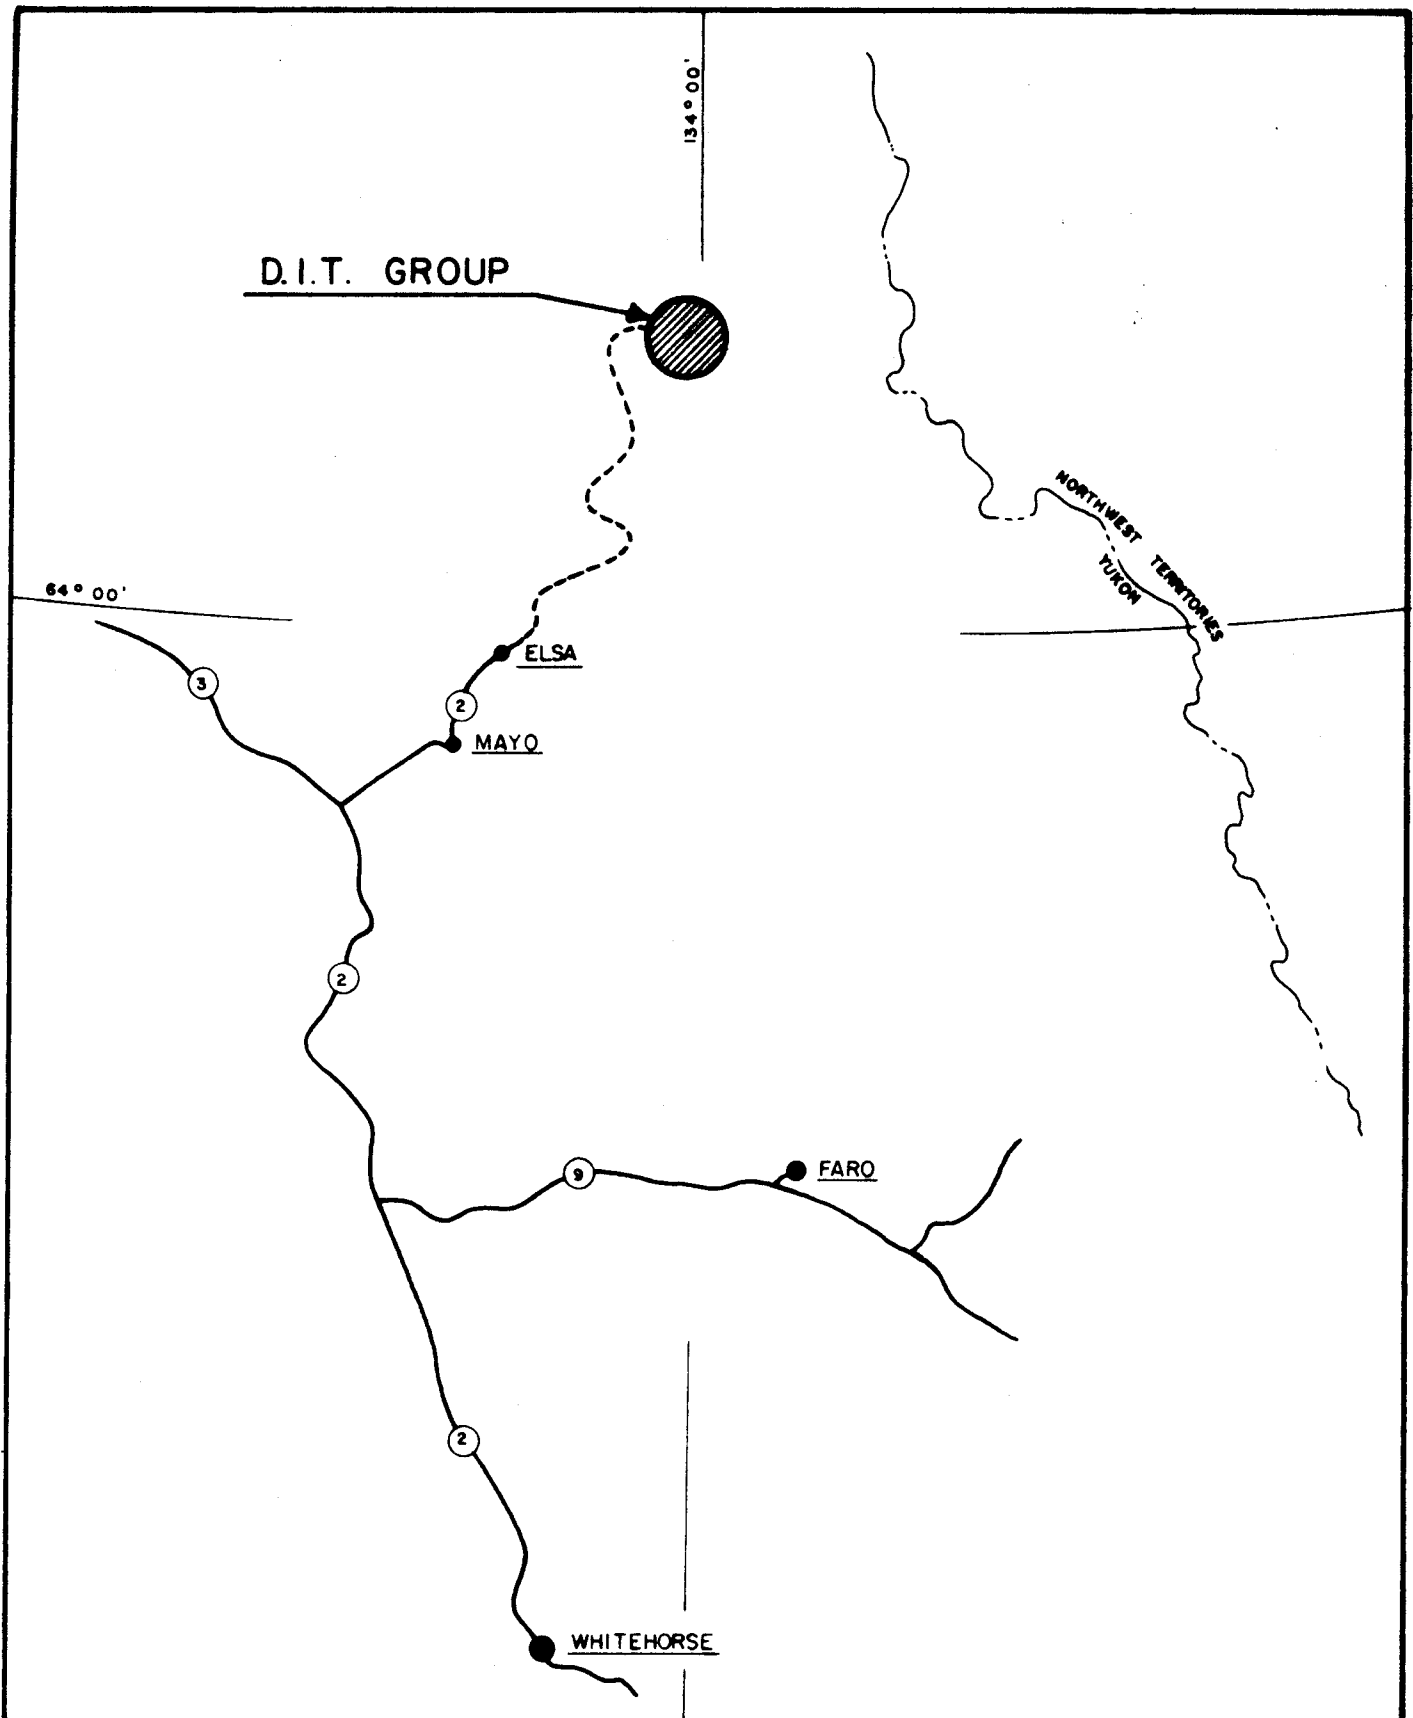 134° 00'
D.I.T. GROUP
NORTHWEST TERRITORIES
YUKON
64° 00'
ELSA
3
2
MAYO
2
9
FARO
2
WHITEHORSE